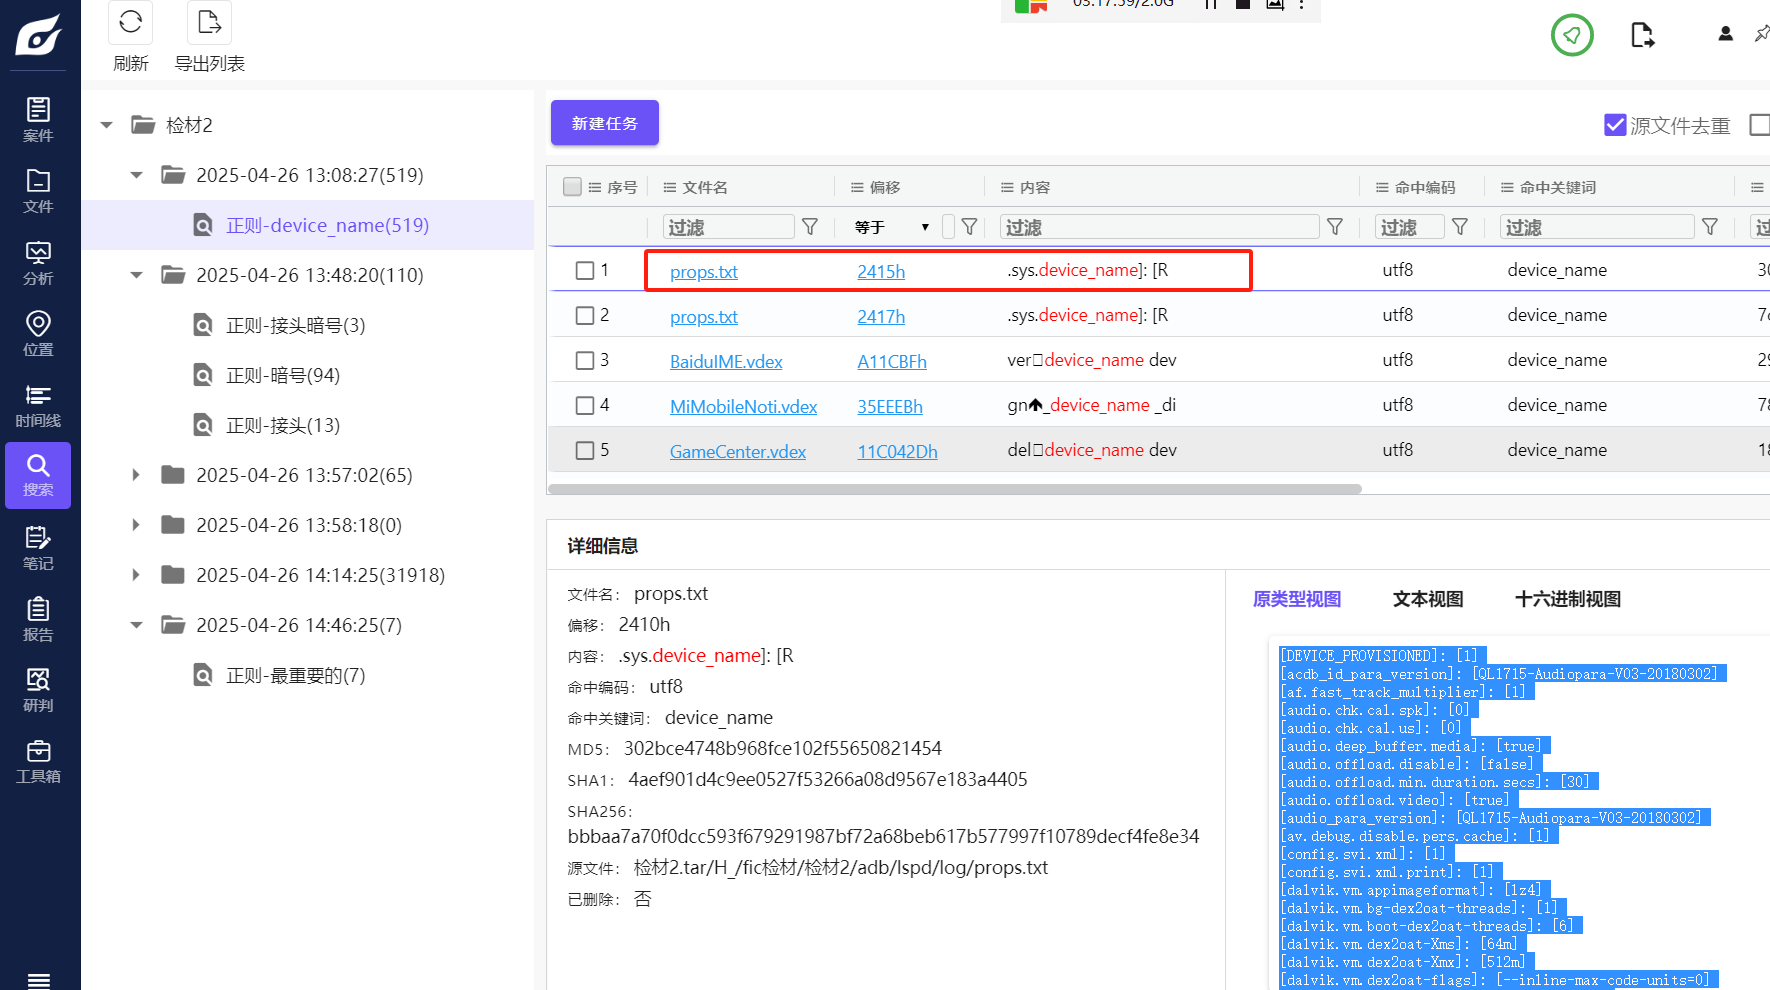 03:17:59/2.0G
刷新
导出列表
案件
文件
分析
位置
时间线
搜索
笔记
报告
研判
工具箱
检材2
2025-04-26 13:08:27(519)
正则-device_name(519)
2025-04-26 13:48:20(110)
正则-接头暗号(3)
正则-暗号(94)
正则-接头(13)
2025-04-26 13:57:02(65)
2025-04-26 13:58:18(0)
2025-04-26 14:14:25(31918)
2025-04-26 14:46:25(7)
正则-最重要的(7)
新建任务
源文件去重
序号 文件名 偏移 内容 命中编码 命中关键词
过滤 等于 过滤 过滤 过滤
1 props.txt 2415h .sys.device_name]: [R utf8 device_name
2 props.txt 2417h .sys.device_name]: [R utf8 device_name
3 BaiduIME.vdex A11CBFh ver□device_name dev utf8 device_name
4 MiMobileNoti.vdex 35EEEBh gn_device_name _di utf8 device_name
5 GameCenter.vdex 11C042Dh del□device_name dev utf8 device_name
详细信息
文件名: props.txt
偏移: 2410h
内容: .sys.device_name]: [R
命中编码: utf8
命中关键词: device_name
MD5: 302bce4748b968fce102f55650821454
SHA1: 4aef901d4c9ee0527f53266a08d9567e183a4405
SHA256:
bbbaa7a70f0dcc593f679291987bf72a68beb617b577997f10789decf4fe8e34
源文件: 检材2.tar/H_/fic检材/检材2/adb/lspd/log/props.txt
已删除: 否
原类型视图 文本视图 十六进制视图
[DEVICE_PROVISIONED]: [1]
[acdb_id_para_version]: [QL1715-Audiopara-V03-20180302]
[af.fast_track_multiplier]: [1]
[audio.chk.cal.spk]: [0]
[audio.chk.cal.us]: [0]
[audio.deep_buffer.media]: [true]
[audio.offload.disable]: [false]
[audio.offload.min.duration.secs]: [30]
[audio.offload.video]: [true]
[audio_para_version]: [QL1715-Audiopara-V03-20180302]
[av.debug.disable.pers.cache]: [1]
[config.svi.xml]: [1]
[config.svi.xml.print]: [1]
[dalvik.vm.appimageformat]: [lz4]
[dalvik.vm.bg-dex2oat-threads]: [1]
[dalvik.vm.boot-dex2oat-threads]: [6]
[dalvik.vm.dex2oat-Xms]: [64m]
[dalvik.vm.dex2oat-Xmx]: [512m]
[dalvik.vm.dex2oat-flags]: [--inline-max-code-units=0]